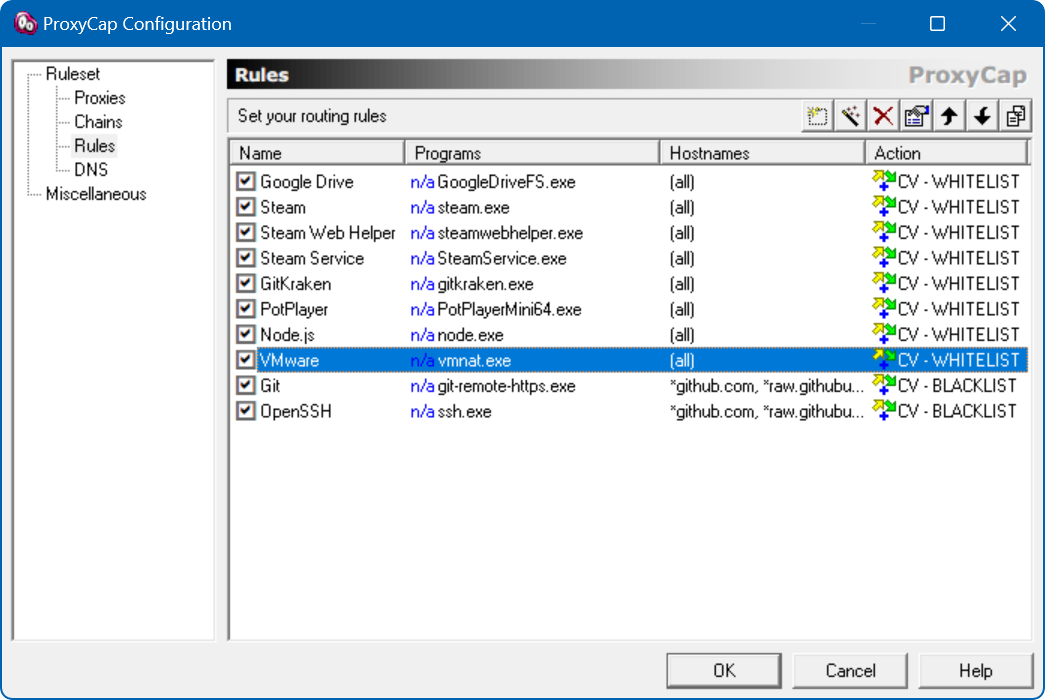 ProxyCap Configuration
Ruleset
Proxies
Chains
Rules
DNS
Miscellaneous
Rules ProxyCap
Set your routing rules
Name Programs Hostnames Action
Google Drive n/a GoogleDriveFS.exe (all) CV - WHITELIST
Steam n/a steam.exe (all) CV - WHITELIST
Steam Web Helper n/a steamwebhelper.exe (all) CV - WHITELIST
Steam Service n/a SteamService.exe (all) CV - WHITELIST
GitKraken n/a gitkraken.exe (all) CV - WHITELIST
PotPlayer n/a PotPlayerMini64.exe (all) CV - WHITELIST
Node.js n/a node.exe (all) CV - WHITELIST
VMware n/a vmnat.exe (all) CV - WHITELIST
Git n/a git-remote-https.exe *github.com, *raw.githubu... CV - BLACKLIST
OpenSSH n/a ssh.exe *github.com, *raw.githubu... CV - BLACKLIST
OK Cancel Help